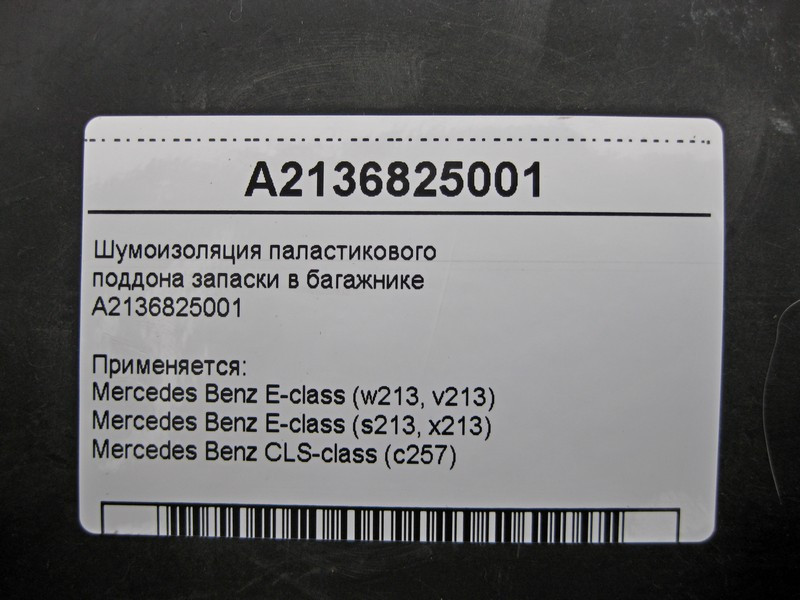 A2136825001
Шумоизоляция паластикового
поддона запаски в багажнике
A2136825001
Применяется:
Mercedes Benz E-class (w213, v213)
Mercedes Benz E-class (s213, x213)
Mercedes Benz CLS-class (c257)